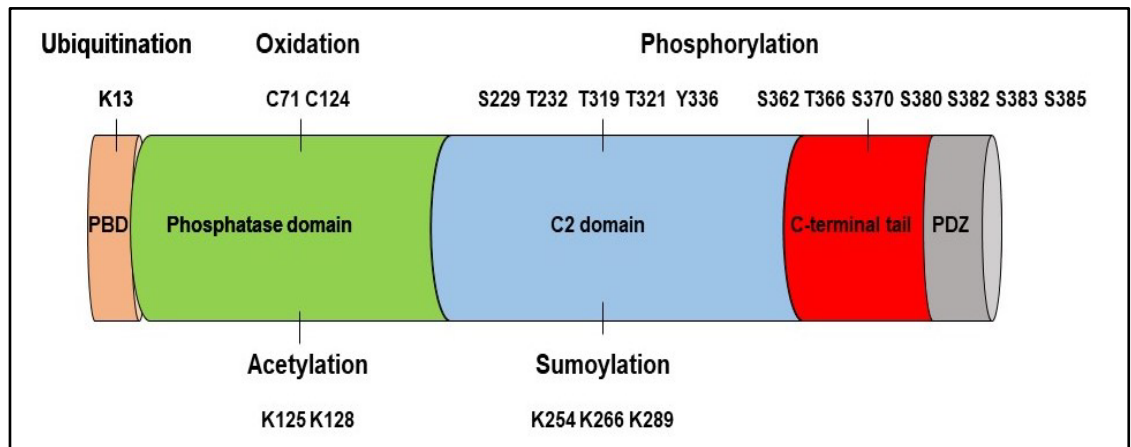 Ubiquitination Oxidation Phosphorylation
K13 C71 C124 S229 T232 T319 T321 Y336 S362 T366 S370 S380 S382 S383 S385
PBD Phosphatase domain C2 domain C-terminal tail PDZ
Acetylation Sumoylation
K125 K128 K254 K266 K289